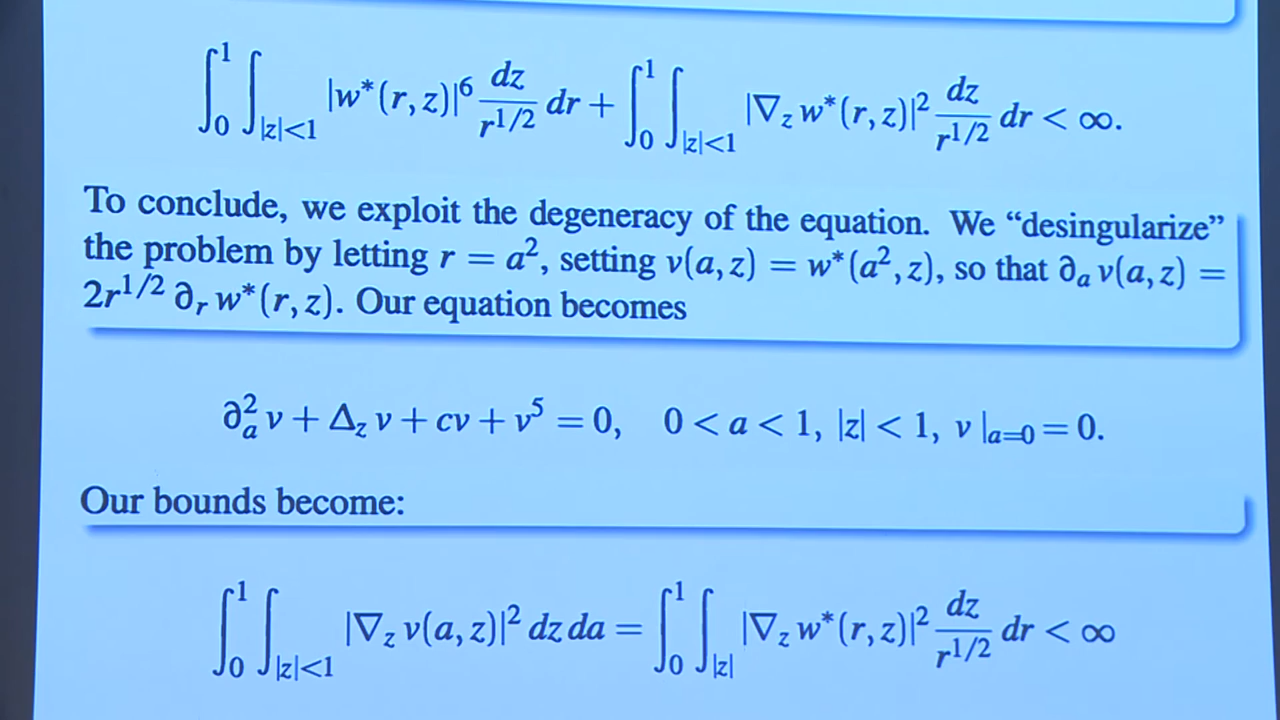 ∫₀¹ ∫_{|z|<1} |w*(r, z)|⁶ dz/r^{1/2} dr + ∫₀¹ ∫_{|z|<1} |∇_z w*(r, z)|² dz/r^{1/2} dr < ∞.
To conclude, we exploit the degeneracy of the equation. We “desingularize”
the problem by letting r = a², setting v(a, z) = w*(a², z), so that ∂_a v(a, z) =
2r^{1/2} ∂_r w*(r, z). Our equation becomes
∂_a² v + Δ_z v + cv + v⁵ = 0, 0 < a < 1, |z| < 1, v |_{a=0} = 0.
Our bounds become:
∫₀¹ ∫_{|z|<1} |∇_z v(a, z)|² dz da = ∫₀¹ ∫_{|z|} |∇_z w*(r, z)|² dz/r^{1/2} dr < ∞